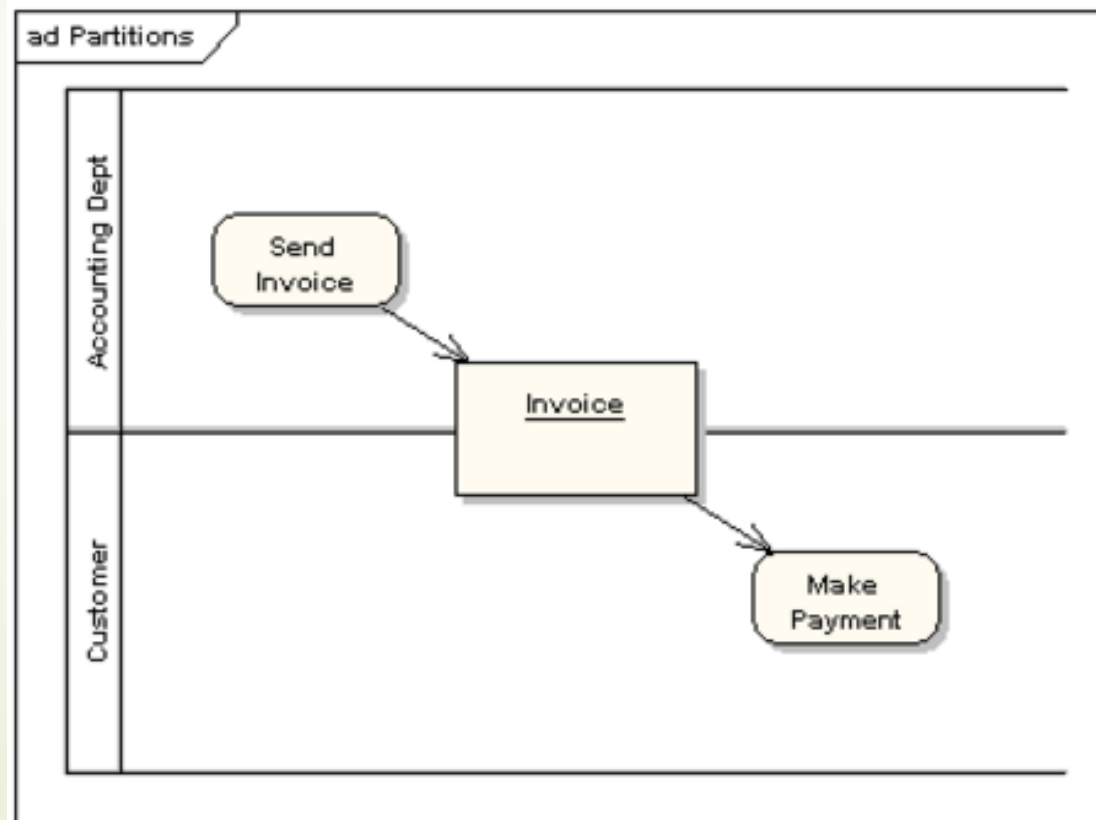 ad Partitions
Accounting Dept
Send
Invoice
Invoice
Customer
Make
Payment